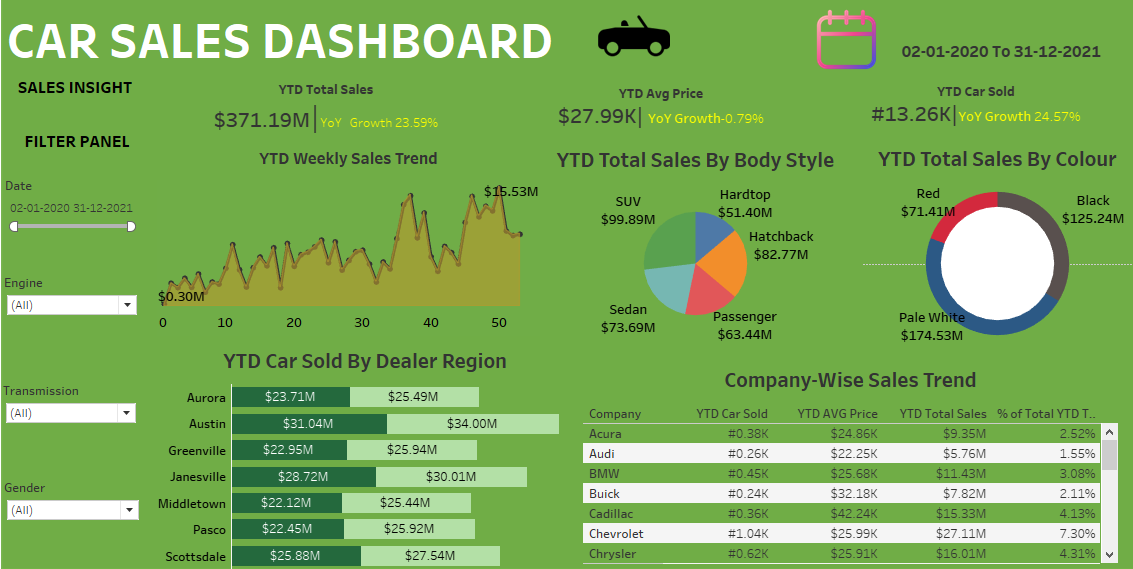 CAR SALES DASHBOARD
02-01-2020 To 31-12-2021
SALES INSIGHT
FILTER PANEL
YTD Total Sales
$371.19M
YoY Growth 23.59%
YTD Avg Price
$27.99K
YoY Growth-0.79%
YTD Car Sold
#13.26K
YoY Growth 24.57%
Date
02-01-2020 31-12-2021
Engine
(All)
Transmission
(All)
Gender
(All)
YTD Weekly Sales Trend
$15.53M
$0.30M
0 10 20 30 40 50
YTD Total Sales By Body Style
SUV
$99.89M
Hardtop
$51.40M
Hatchback
$82.77M
Sedan
$73.69M
Passenger
$63.44M
YTD Total Sales By Colour
Red
$71.41M
Black
$125.24M
Pale White
$174.53M
YTD Car Sold By Dealer Region
Aurora $23.71M $25.49M
Austin $31.04M $34.00M
Greenville $22.95M $25.94M
Janesville $28.72M $30.01M
Middletown $22.12M $25.44M
Pasco $22.45M $25.92M
Scottsdale $25.88M $27.54M
Company-Wise Sales Trend
Company YTD Car Sold YTD AVG Price YTD Total Sales % of Total YTD T..
Acura #0.38K $24.86K $9.35M 2.52%
Audi #0.26K $22.25K $5.76M 1.55%
BMW #0.45K $25.68K $11.43M 3.08%
Buick #0.24K $32.18K $7.82M 2.11%
Cadillac #0.36K $42.24K $15.33M 4.13%
Chevrolet #1.04K $25.99K $27.11M 7.30%
Chrysler #0.62K $25.91K $16.01M 4.31%